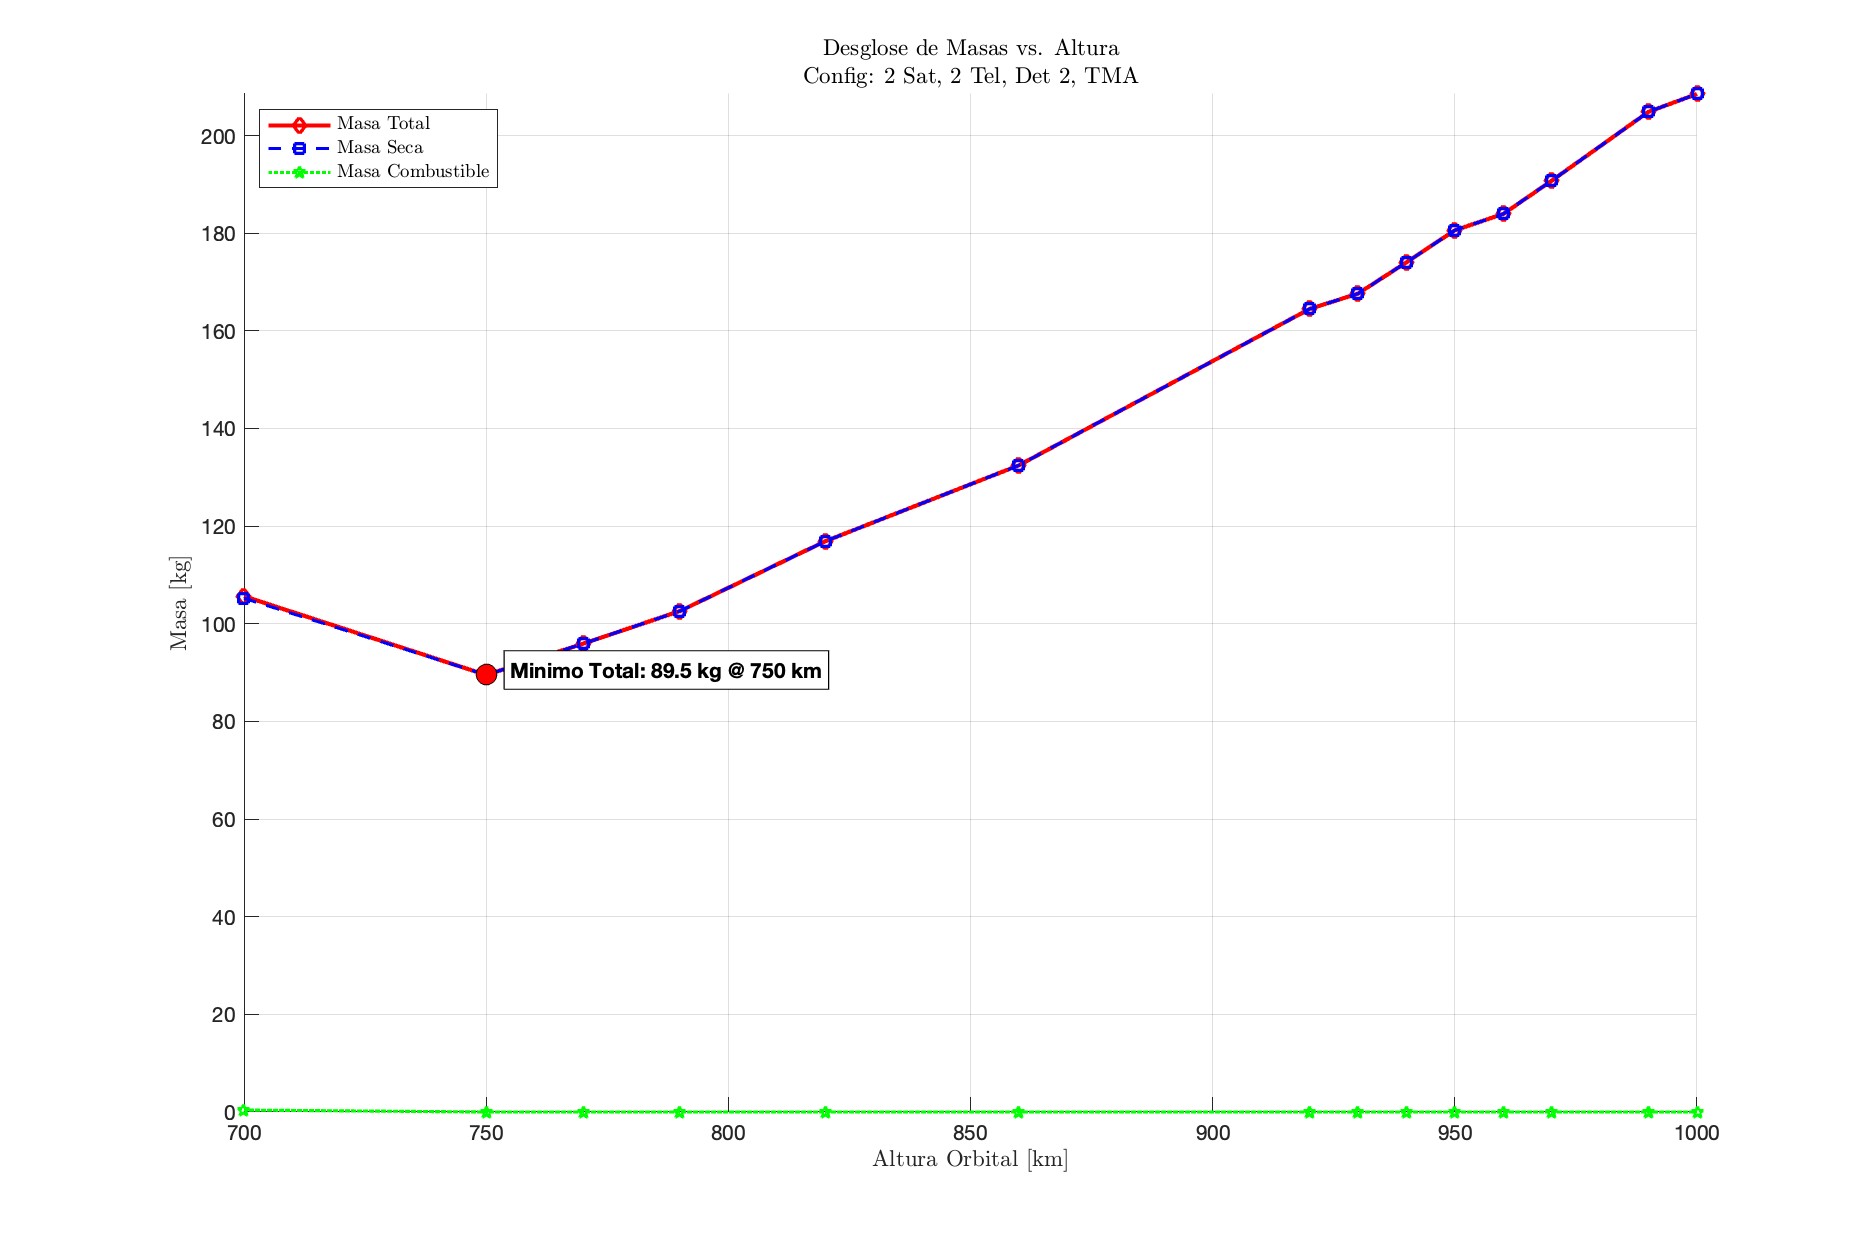 Desglose de Masas vs. Altura
Config: 2 Sat, 2 Tel, Det 2, TMA
Masa Total
Masa Seca
Masa Combustible
200
180
160
140
120
100
80
60
40
20
0
Masa [kg]
Minimo Total: 89.5 kg @ 750 km
700 750 800 850 900 950 1000
Altura Orbital [km]